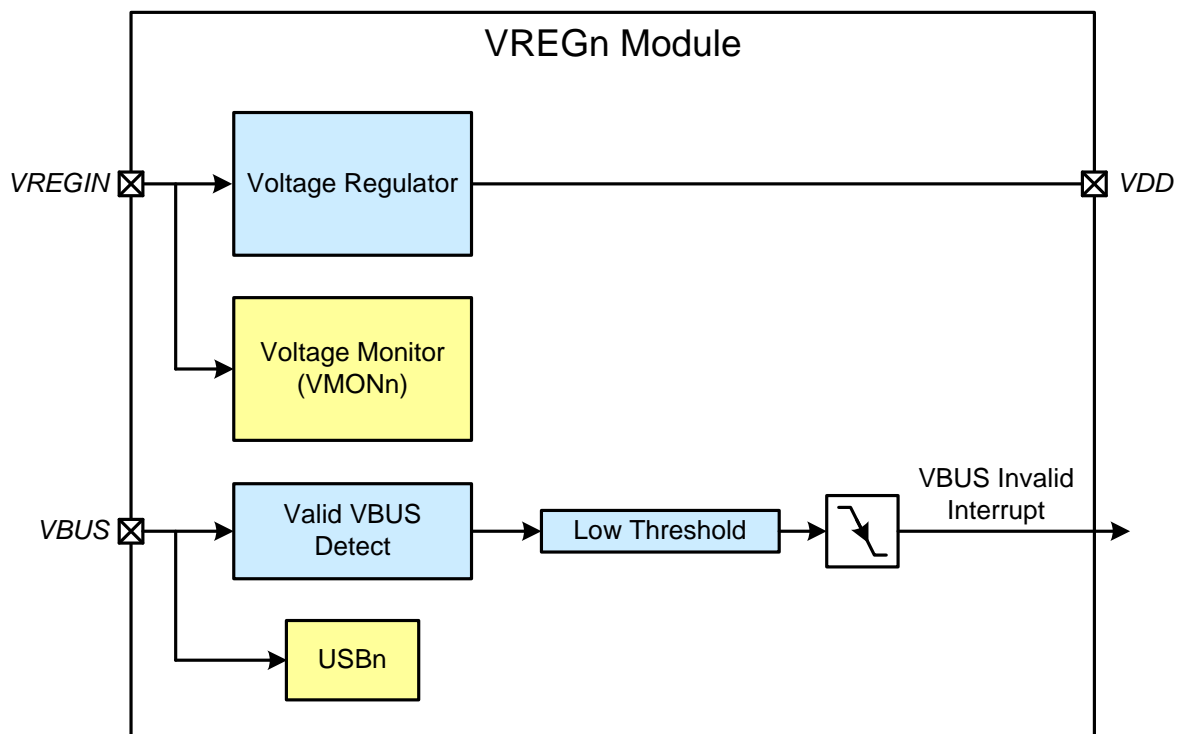 VREGn Module
VREGIN
Voltage Regulator
VDD
Voltage Monitor
(VMONn)
VBUS
Valid VBUS
Detect
Low Threshold
VBUS Invalid
Interrupt
USBn